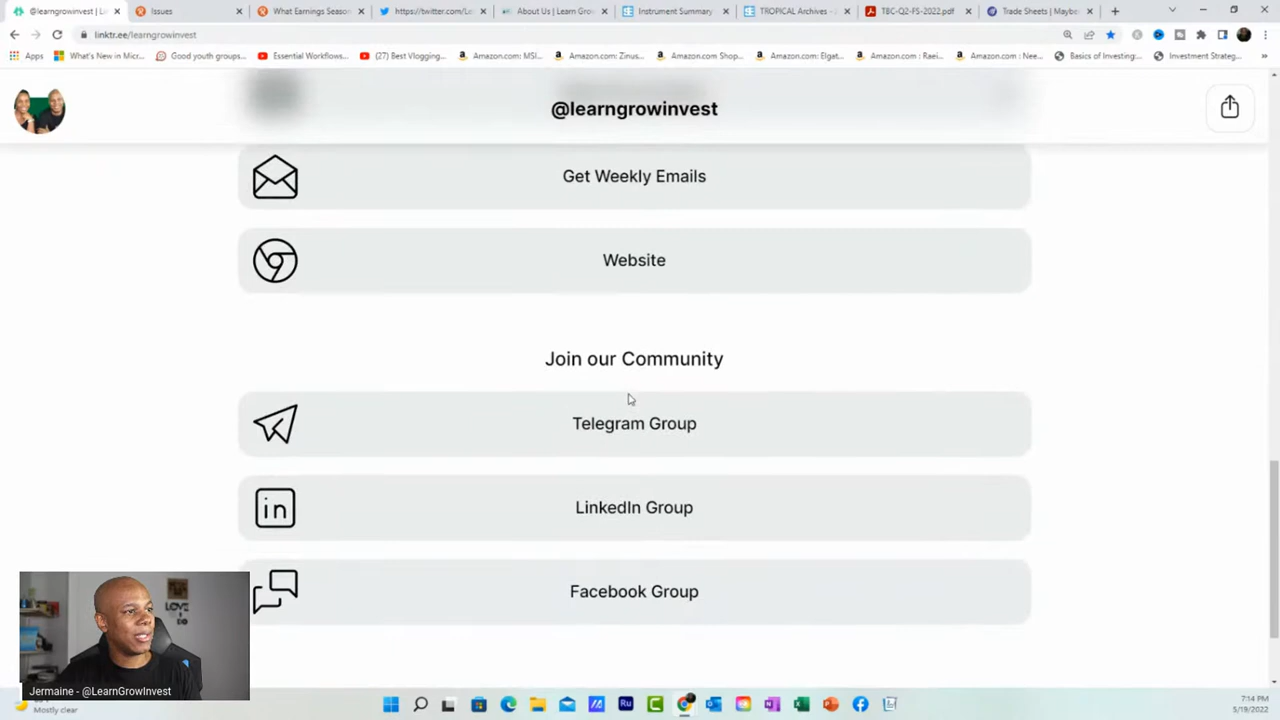 @learngrowinvest | Lin
Issues
What Earnings Seaso
https://twitter.com/Le
About Us | Learn Grow
Instrument Summary
TROPICAL Archives -
TBC-Q2-FS-2022.pdf
Trade Sheets | Maybe
linktr.ee/learngrowinvest
Apps
What's New in Micr...
Good youth groups...
Essential Workflows...
(27) Best Vlogging...
Amazon.com: MSI...
Amazon.com: Zinus...
Amazon.com Shop...
Amazon.com: Elgat...
Amazon.com : Raei...
Amazon.com : Nee...
Basics of Investing:...
Investment Strateg...
@learngrowinvest
Get Weekly Emails
Website
Join our Community
Telegram Group
LinkedIn Group
Facebook Group
LOVE
Jermaine - @LearnGrowInvest
Mostly clear
7:14 PM
5/19/2022